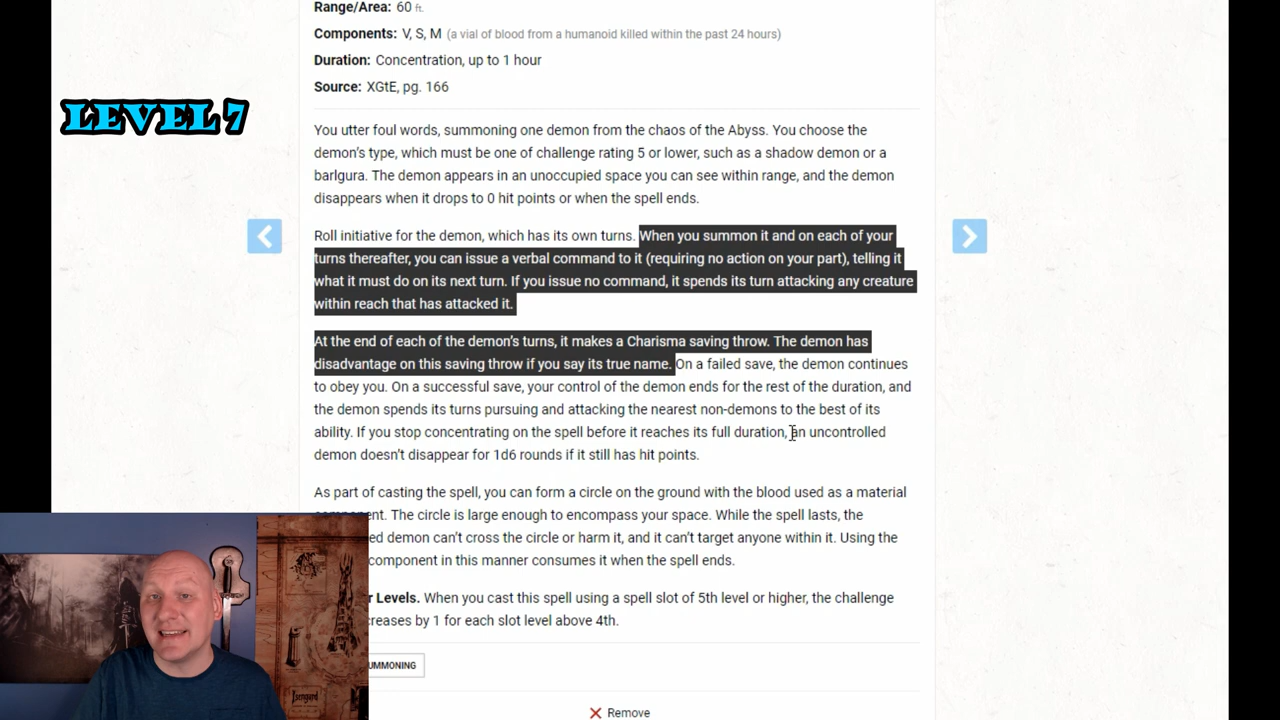 Range/Area: 60 ft.
Components: V, S, M (a vial of blood from a humanoid killed within the past 24 hours)
Duration: Concentration, up to 1 hour
Source: XGtE, pg. 166
LEVEL 7
You utter foul words, summoning one demon from the chaos of the Abyss. You choose the
demon's type, which must be one of challenge rating 5 or lower, such as a shadow demon or a
barlgura. The demon appears in an unoccupied space you can see within range, and the demon
disappears when it drops to 0 hit points or when the spell ends.
Roll initiative for the demon, which has its own turns. When you summon it and on each of your
turns thereafter, you can issue a verbal command to it (requiring no action on your part), telling it
what it must do on its next turn. If you issue no command, it spends its turn attacking any creature
within reach that has attacked it.
At the end of each of the demon's turns, it makes a Charisma saving throw. The demon has
disadvantage on this saving throw if you say its true name. On a failed save, the demon continues
to obey you. On a successful save, your control of the demon ends for the rest of the duration, and
the demon spends its turns pursuing and attacking the nearest non-demons to the best of its
ability. If you stop concentrating on the spell before it reaches its full duration, an uncontrolled
demon doesn't disappear for 1d6 rounds if it still has hit points.
As part of casting the spell, you can form a circle on the ground with the blood used as a material
The circle is large enough to encompass your space. While the spell lasts, the
ed demon can't cross the circle or harm it, and it can't target anyone within it. Using the
component in this manner consumes it when the spell ends.
r Levels. When you cast this spell using a spell slot of 5th level or higher, the challenge
creases by 1 for each slot level above 4th.
UMMONING
Isengard
Remove